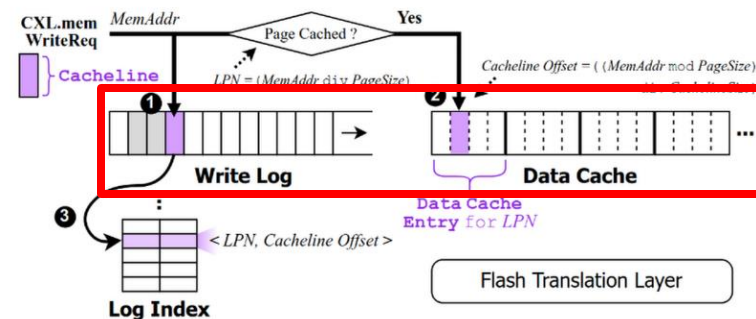 CXL.mem
WriteReq
MemAddr
Page Cached ?
Yes
Cacheline
LPN = (MemAddr div PageSize)
Cacheline Offset = ((MemAddr mod PageSize)
1
2
...
Write Log
Data Cache
Data Cache
Entry for LPN
3
< LPN, Cacheline Offset >
Log Index
Flash Translation Layer